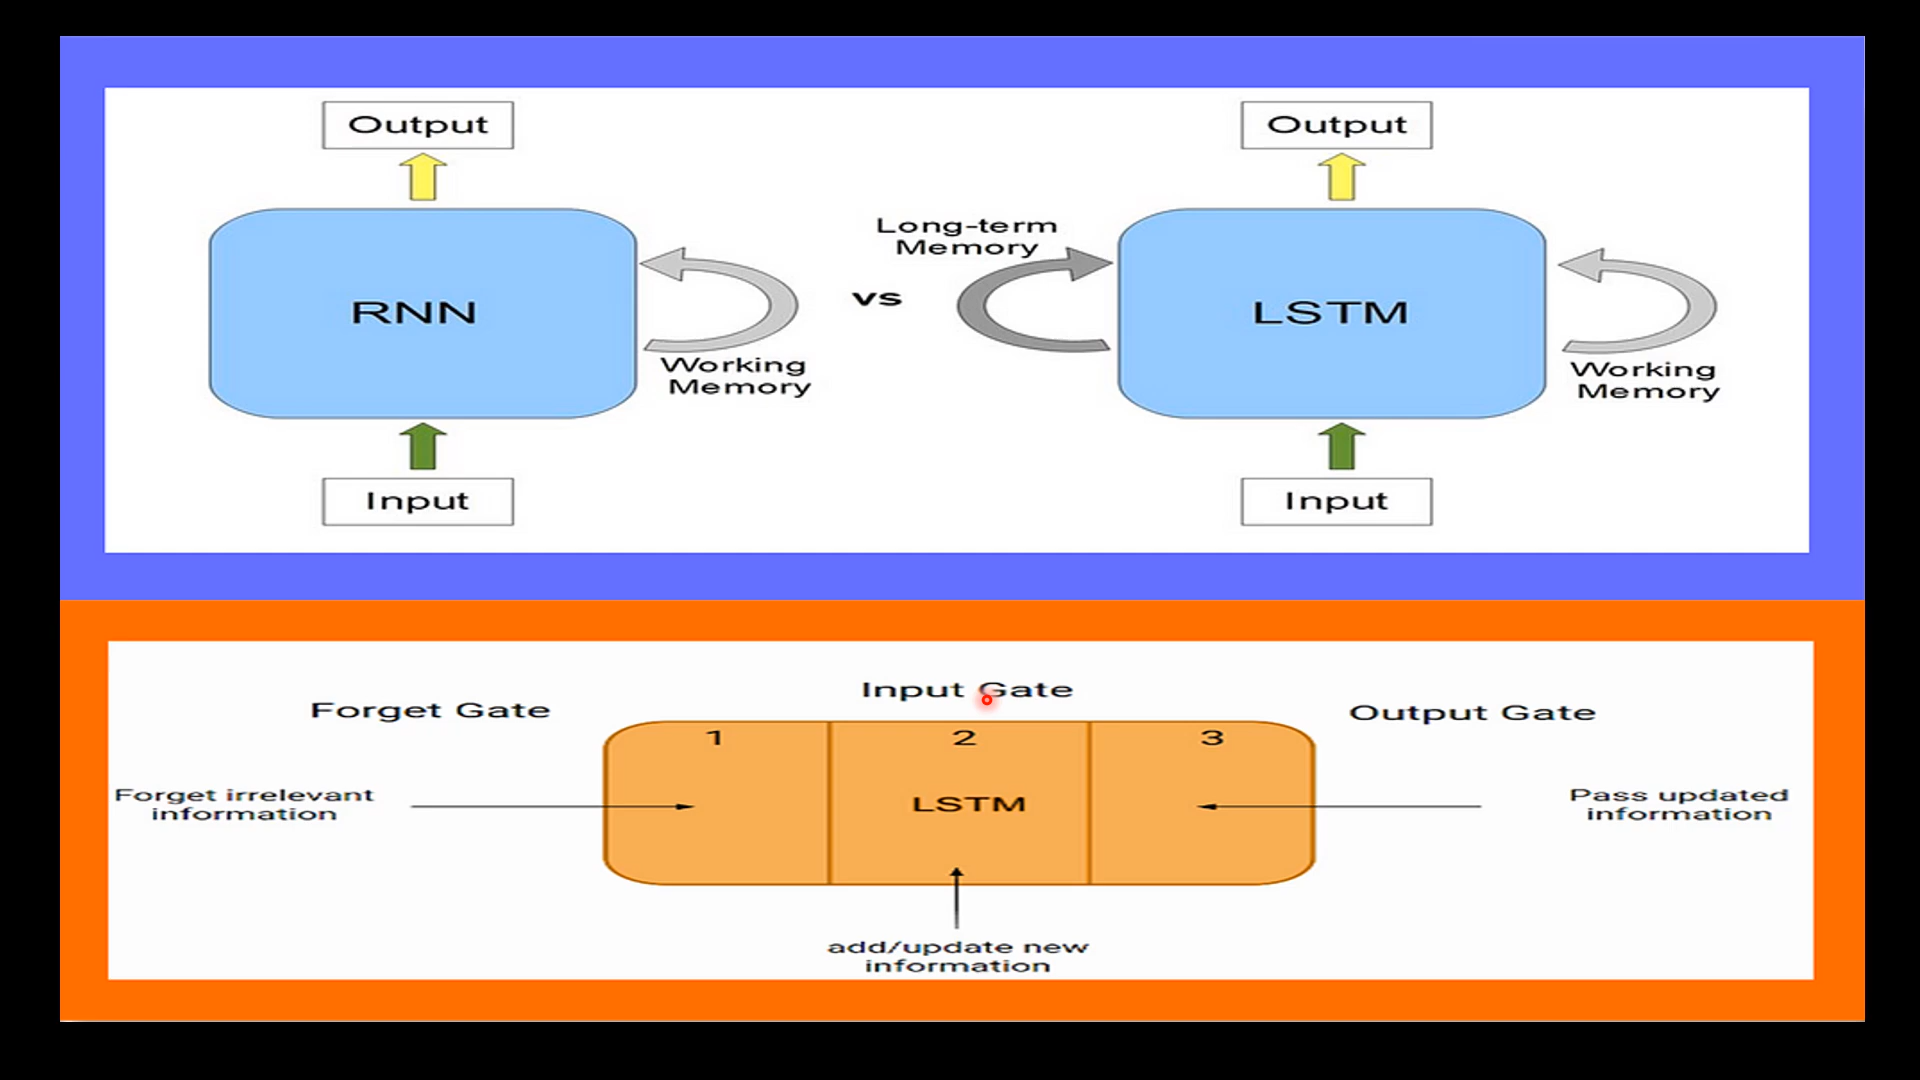 Output
Output
Long-term
Memory
RNN
vs
LSTM
Working
Memory
Working
Memory
Input
Input
Input Gate
Forget Gate
Output Gate
1
2
3
Forget irrelevant
information
LSTM
Pass updated
information
add/update new
information